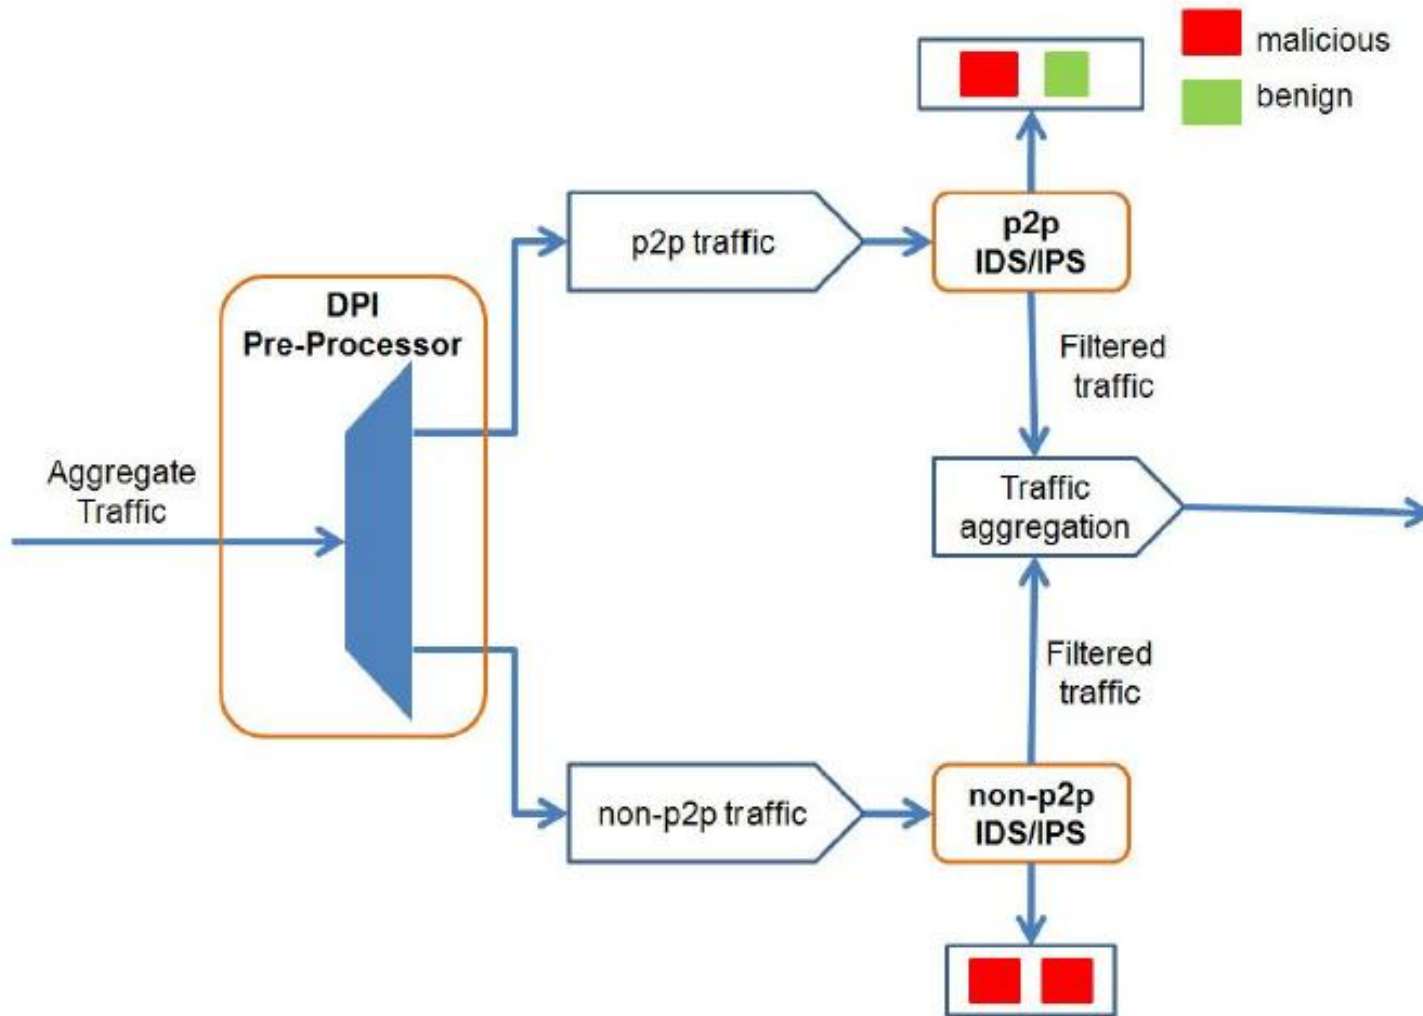 malicious
benign
p2p traffic
p2p
IDS/IPS
DPI
Pre-Processor
Filtered
traffic
Aggregate
Traffic
Traffic
aggregation
Filtered
traffic
non-p2p traffic
non-p2p
IDS/IPS